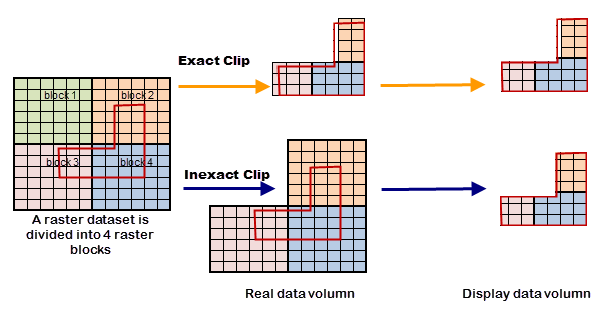 Exact Clip
block 1
block 2
block 3
block 4
Inexact Clip
A raster dataset is
divided into 4 raster
blocks
Real data volumn
Display data volumn